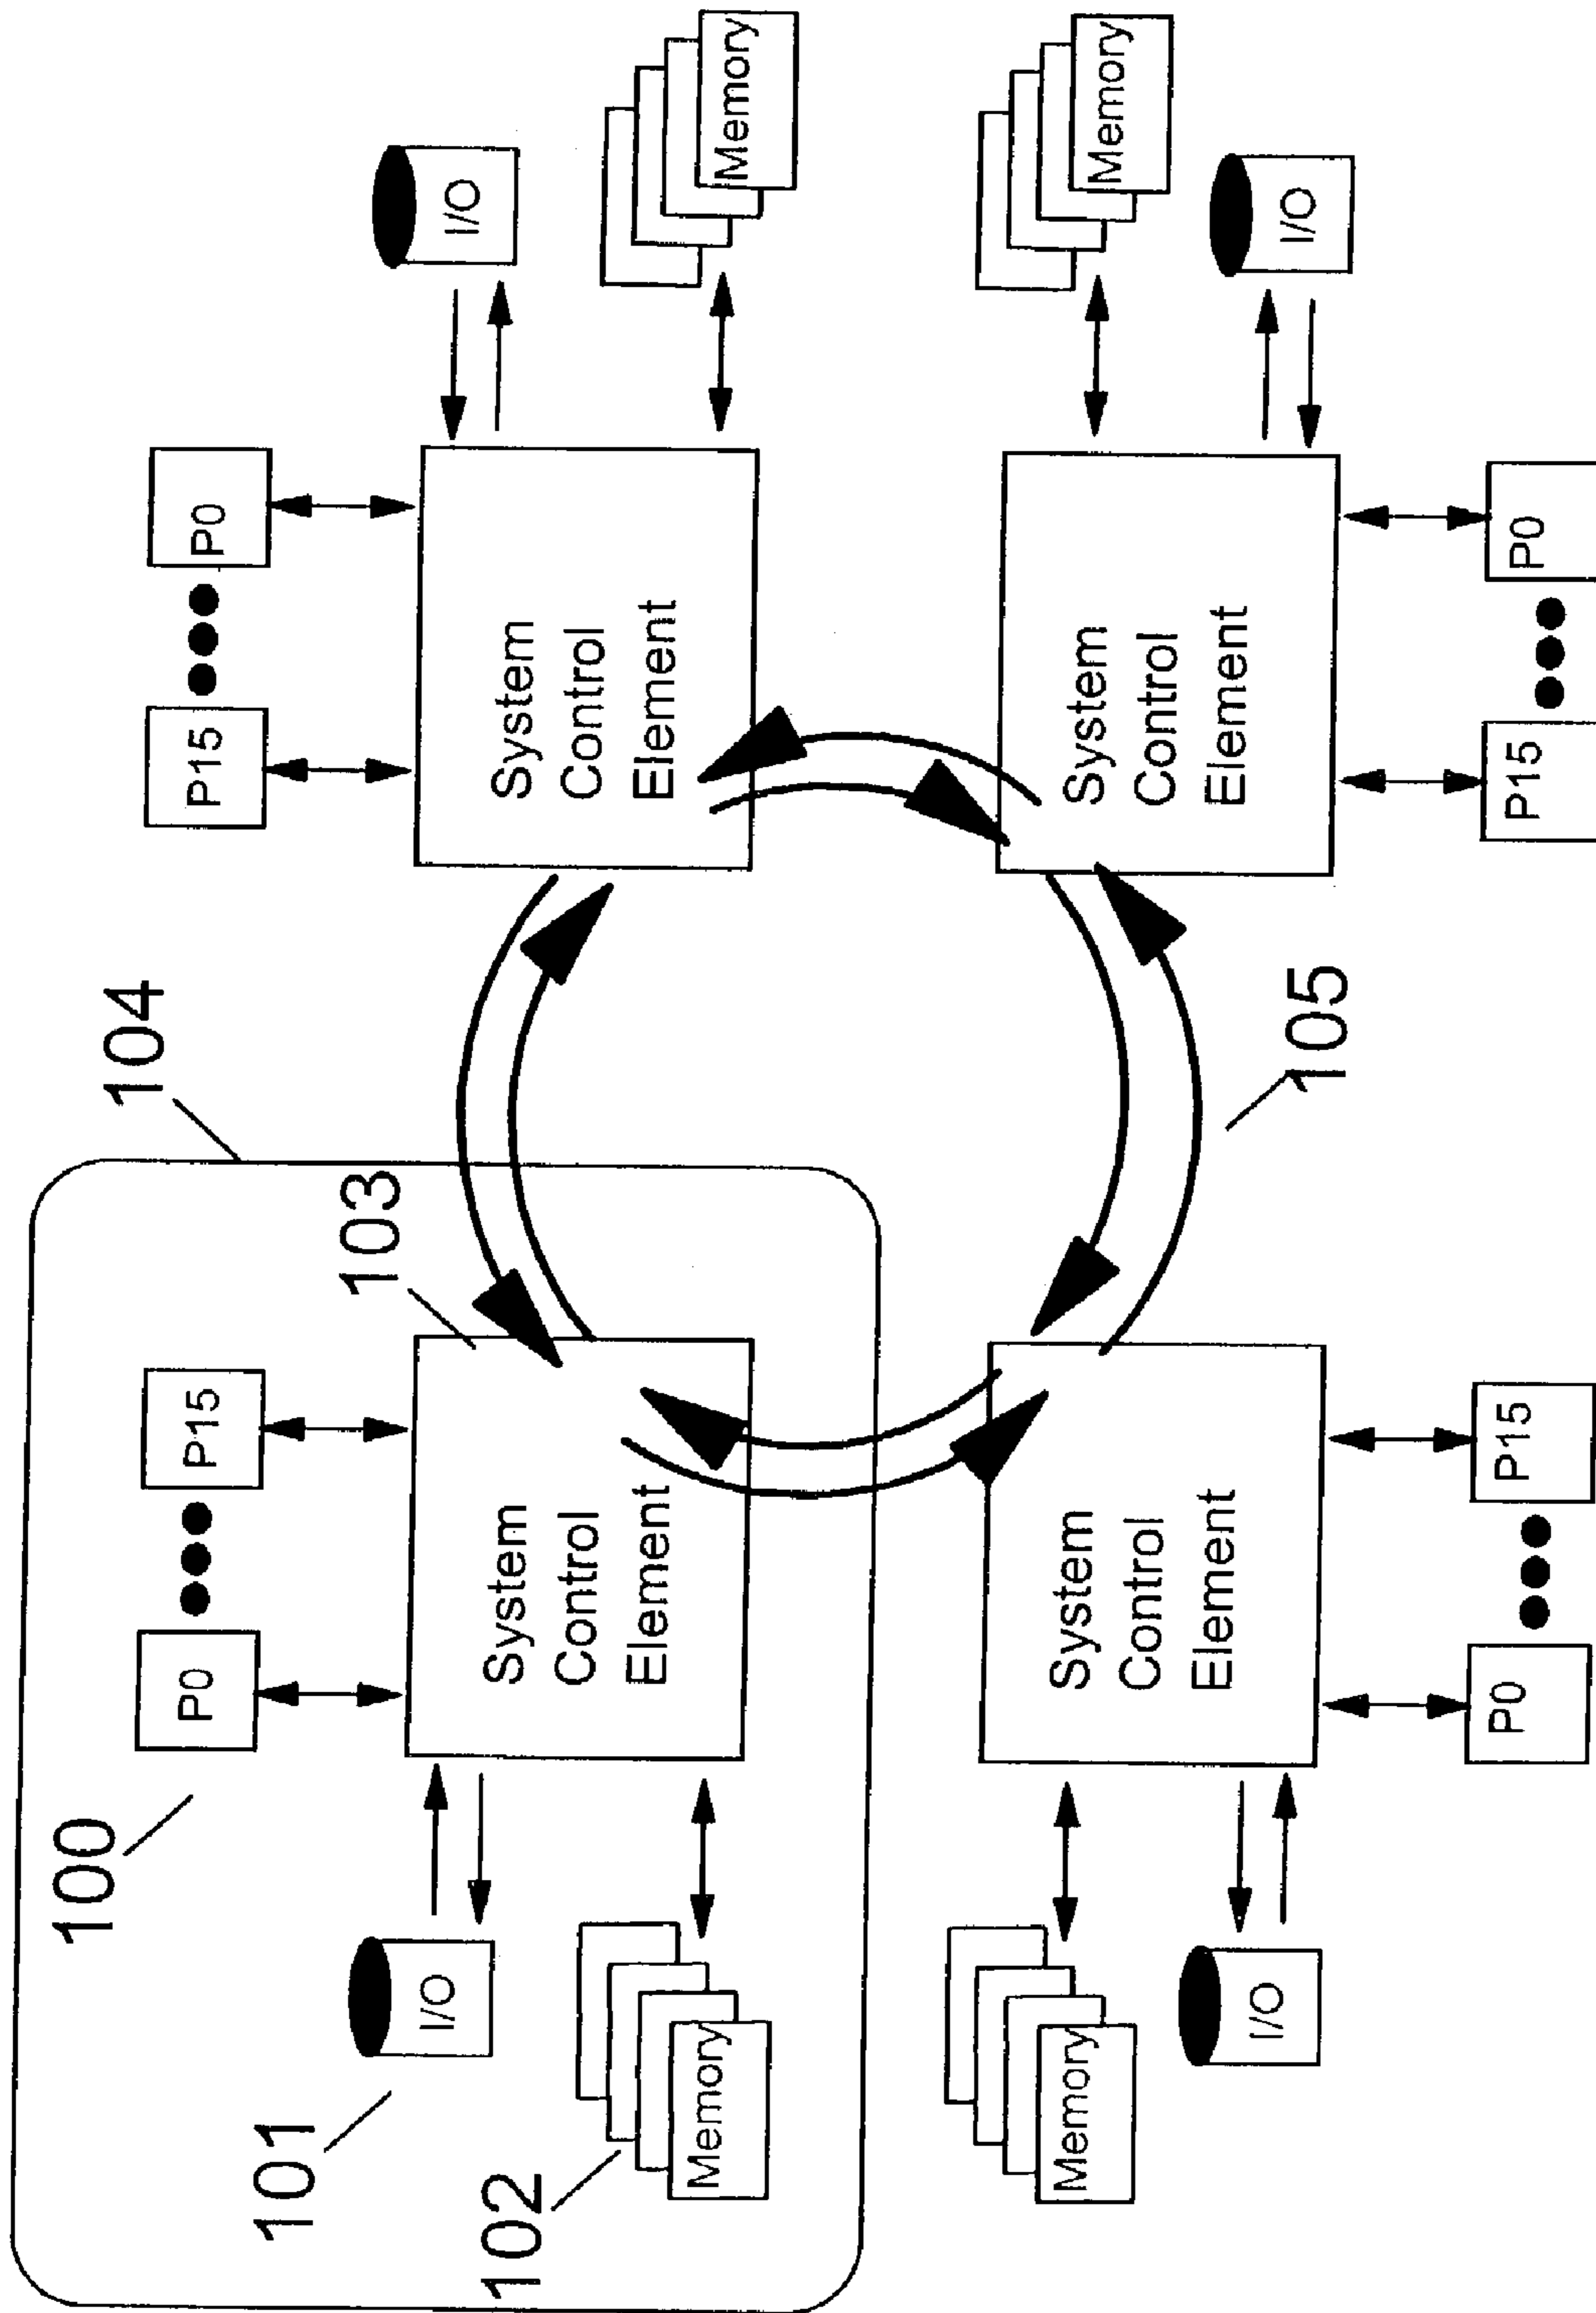 104
100
P0
P15
P15
P0
103
101
I/O
System
Control
Element
System
Control
Element
I/O
102
Memory
Memory
Memory
System
Control
Element
System
Control
Element
Memory
I/O
105
I/O
P0
P15
P15
P0